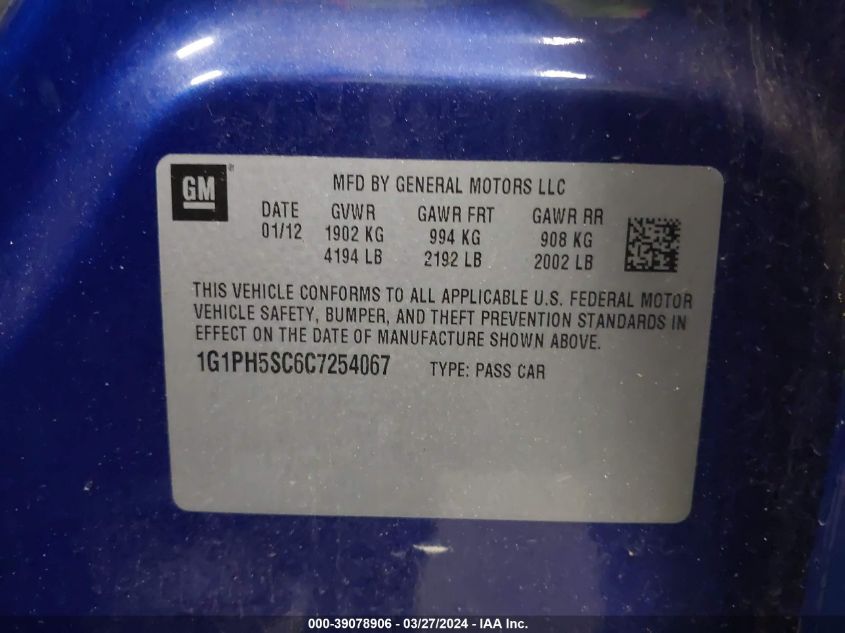 GM
MFD BY GENERAL MOTORS LLC
DATE GVWR GAWR FRT GAWR RR
01/12 1902 KG 994 KG 908 KG
4194 LB 2192 LB 2002 LB
THIS VEHICLE CONFORMS TO ALL APPLICABLE U.S. FEDERAL MOTOR
VEHICLE SAFETY, BUMPER, AND THEFT PREVENTION STANDARDS IN
EFFECT ON THE DATE OF MANUFACTURE SHOWN ABOVE.
1G1PH5SC6C7254067 TYPE: PASS CAR
000-39078906 - 03/27/2024 - IAA Inc.